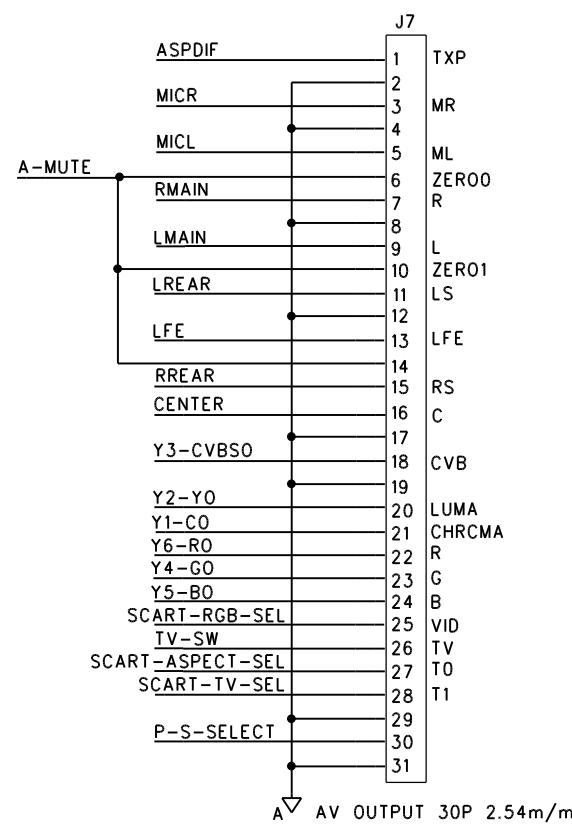 J7
ASPDIF 1 TXP
2
MICR 3 MR
4
MICL 5 ML
A-MUTE 6 ZERO0
RMAIN 7 R
8
LMAIN 9 L
10 ZERO1
LREAR 11 LS
12
LFE 13 LFE
14
RREAR 15 RS
CENTER 16 C
17
Y3-CVBSO 18 CVB
19
Y2-YO 20 LUMA
Y1-CO 21 CHRCMA
Y6-RO 22 R
Y4-GO 23 G
Y5-BO 24 B
SCART-RGB-SEL 25 VID
TV-SW 26 TV
SCART-ASPECT-SEL 27 T0
SCART-TV-SEL 28 T1
29
P-S-SELECT 30
31
A AV OUTPUT 30P 2.54m/m